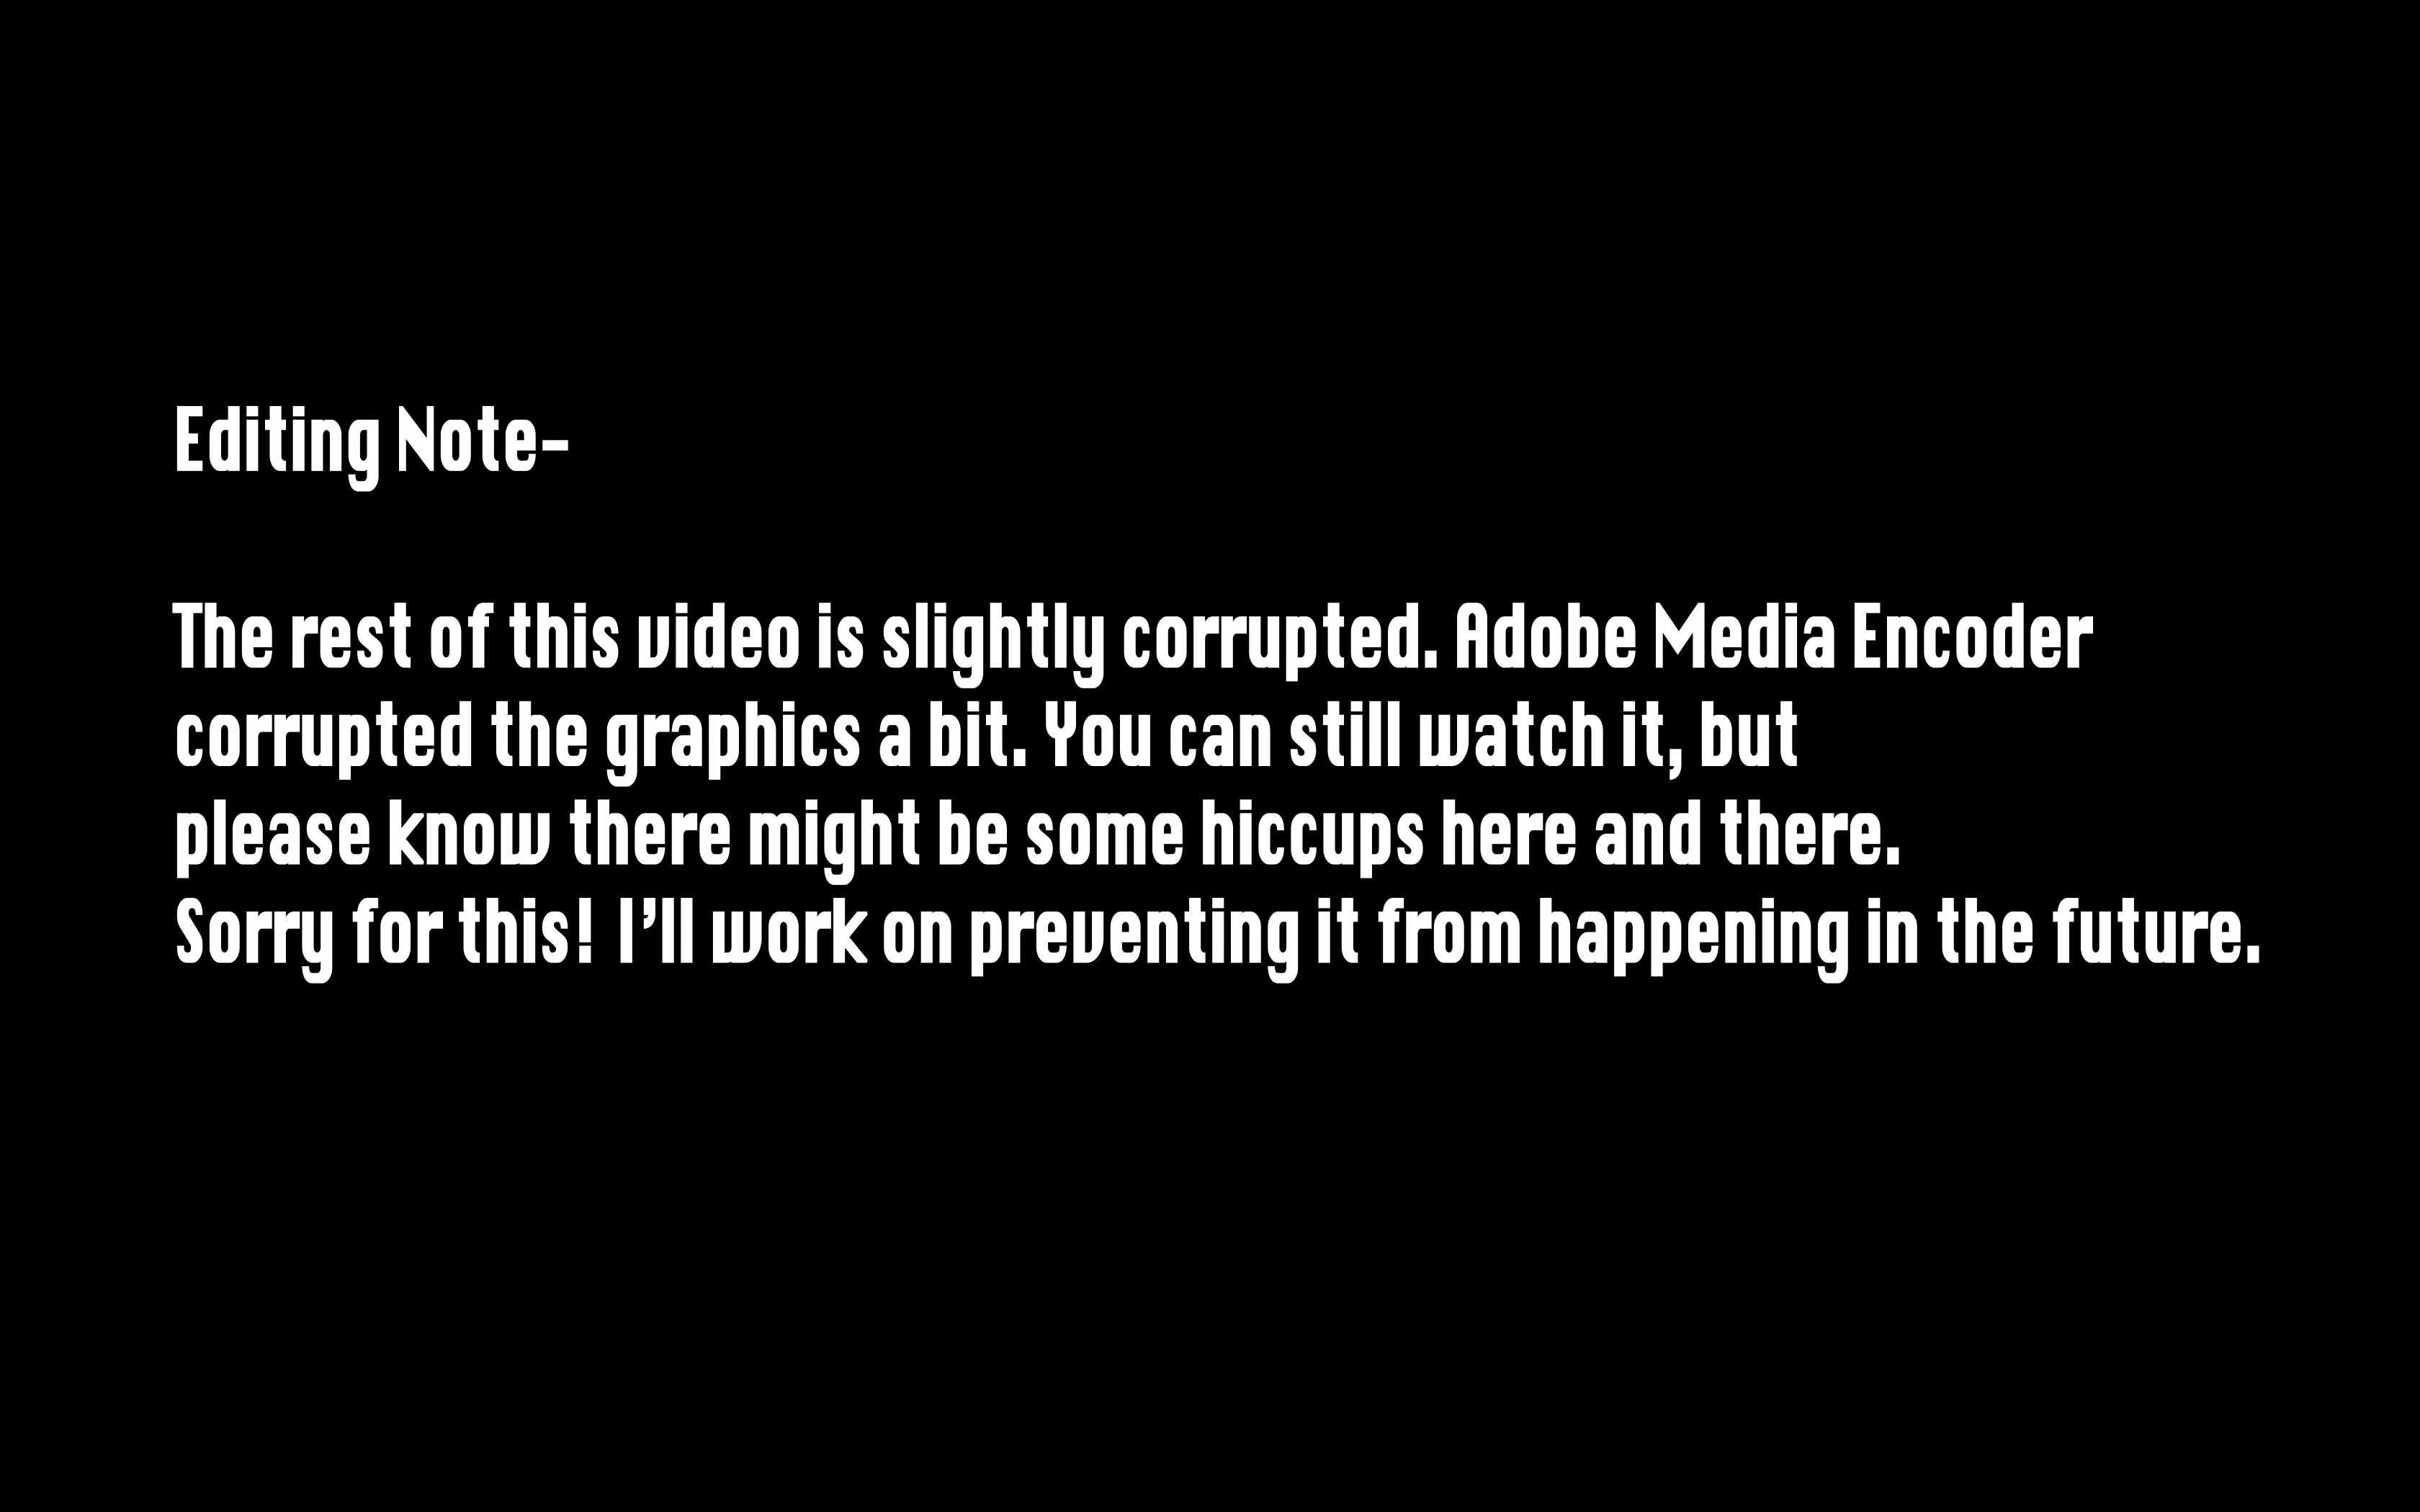 Editing Note-
The rest of this video is slightly corrupted. Adobe Media Encoder
corrupted the graphics a bit. You can still watch it, but
please know there might be some hiccups here and there.
Sorry for this! I'll work on preventing it from happening in the future.